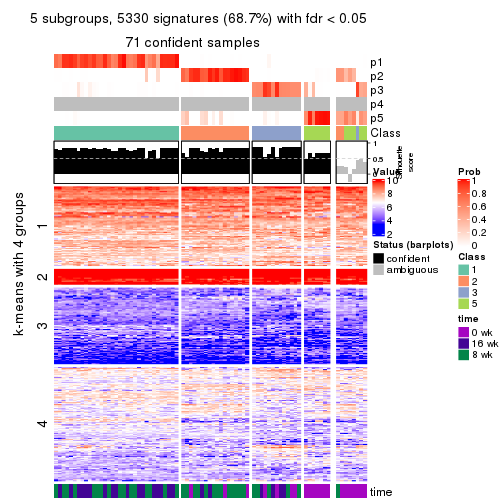 5 subgroups, 5330 signatures (68.7%) with fdr < 0.05
71 confident samples
p1
p2
p3
p4
p5
Class
1
0.5
0
Silhouette
score
k-means with 4 groups
1
2
3
4
time
Value
10
8
6
4
2
Status (barplots)
confident
ambiguous
Prob
1
0.8
0.6
0.4
0.2
0
Class
1
2
3
5
time
0 wk
16 wk
8 wk